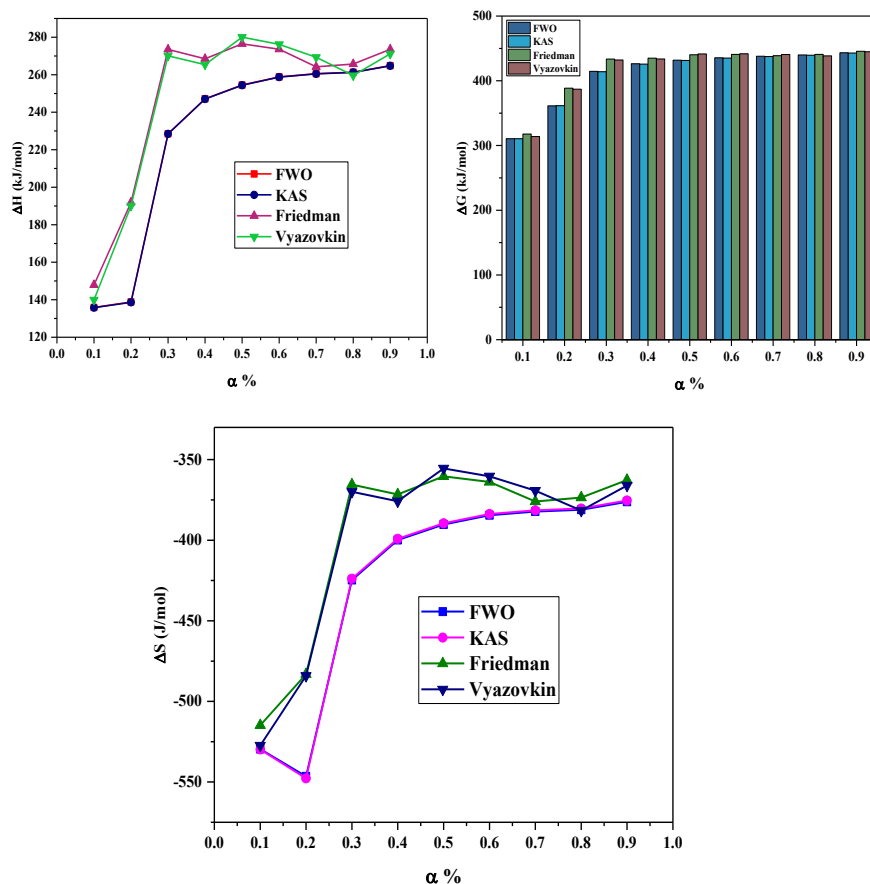 280
260
240
220
200
180
160
140
120
ΔH (kJ/mol)
FWO
KAS
Friedman
Vyazovkin
0.0 0.1 0.2 0.3 0.4 0.5 0.6 0.7 0.8 0.9 1.0
α %
500
400
300
200
100
0
ΔG (kJ/mol)
FWO
KAS
Friedman
Vyazovkin
0.1 0.2 0.3 0.4 0.5 0.6 0.7 0.8 0.9
α %
-350
-400
-450
-500
-550
ΔS (J/mol)
FWO
KAS
Friedman
Vyazovkin
0.0 0.1 0.2 0.3 0.4 0.5 0.6 0.7 0.8 0.9 1.0
α %